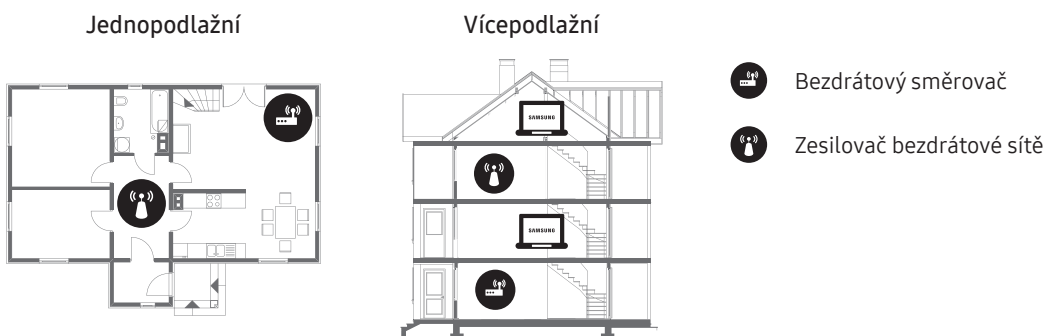 Jednopodlažní
Vícepodlažní
Bezdrátový směrovač
Zesilovač bezdrátové sítě
SAMSUNG
SAMSUNG